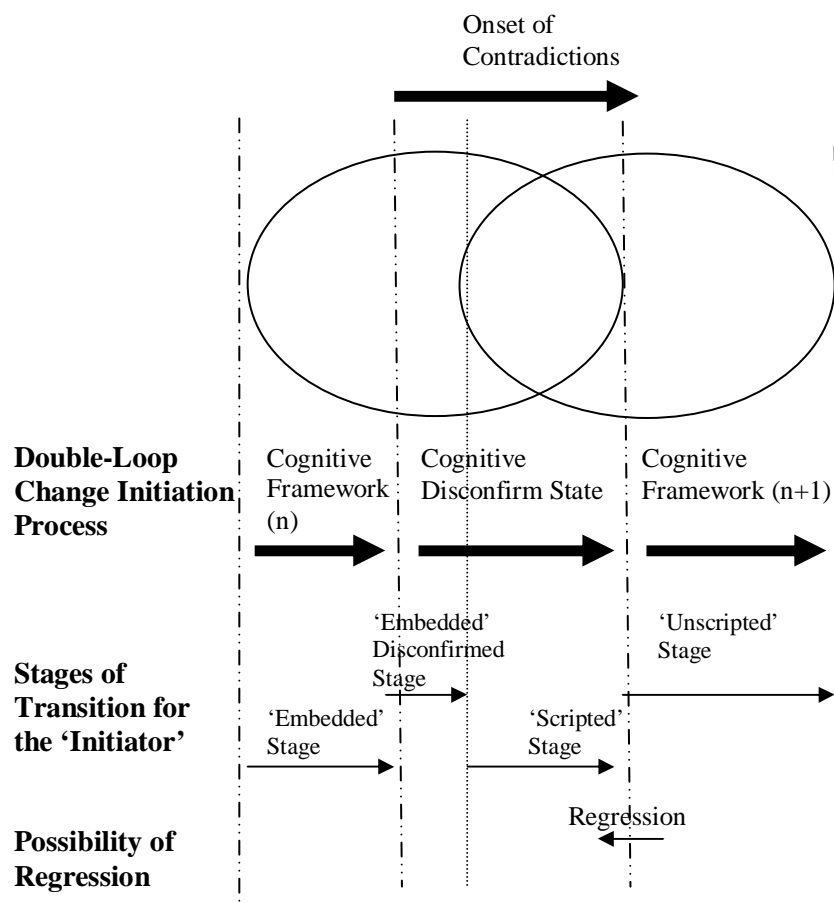 Onset of
Contradictions
Double-Loop
Change Initiation
Process
Cognitive
Framework
(n)
Cognitive
Disconfirm State
Cognitive
Framework (n+1)
Stages of
Transition for
the ‘Initiator’
‘Embedded’
Stage
‘Embedded’
Disconfirmed
Stage
‘Scripted’
Stage
‘Unscripted’
Stage
Possibility of
Regression
Regression